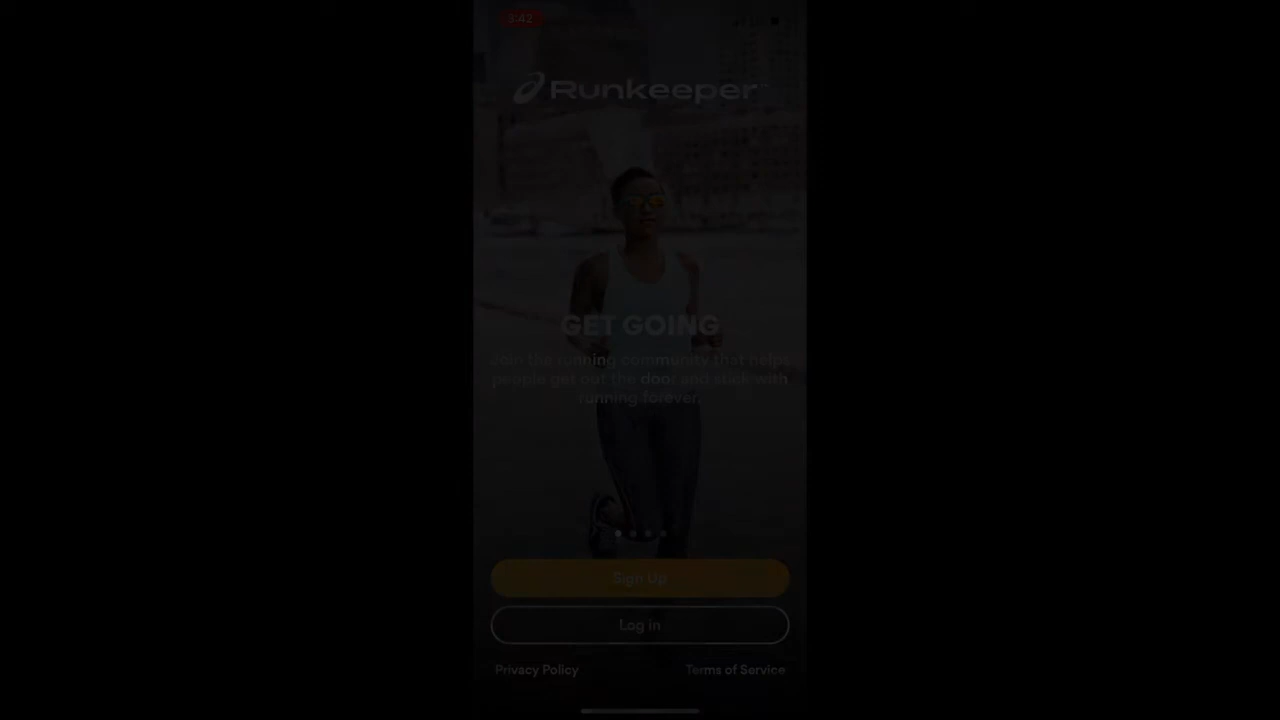 3:42
Runkeeper™
GET GOING
Join the running community that helps
people get out the door and stick with
running forever.
Sign Up
Log in
Privacy Policy
Terms of Service